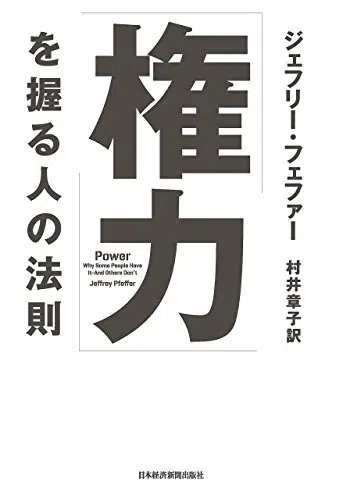 ジェフリー・フェファー
村井章子訳
権力
を握る人の法則
Power
Why Some People Have
It-And Others Don't
Jeffrey Pfeffer
日本経済新聞出版社